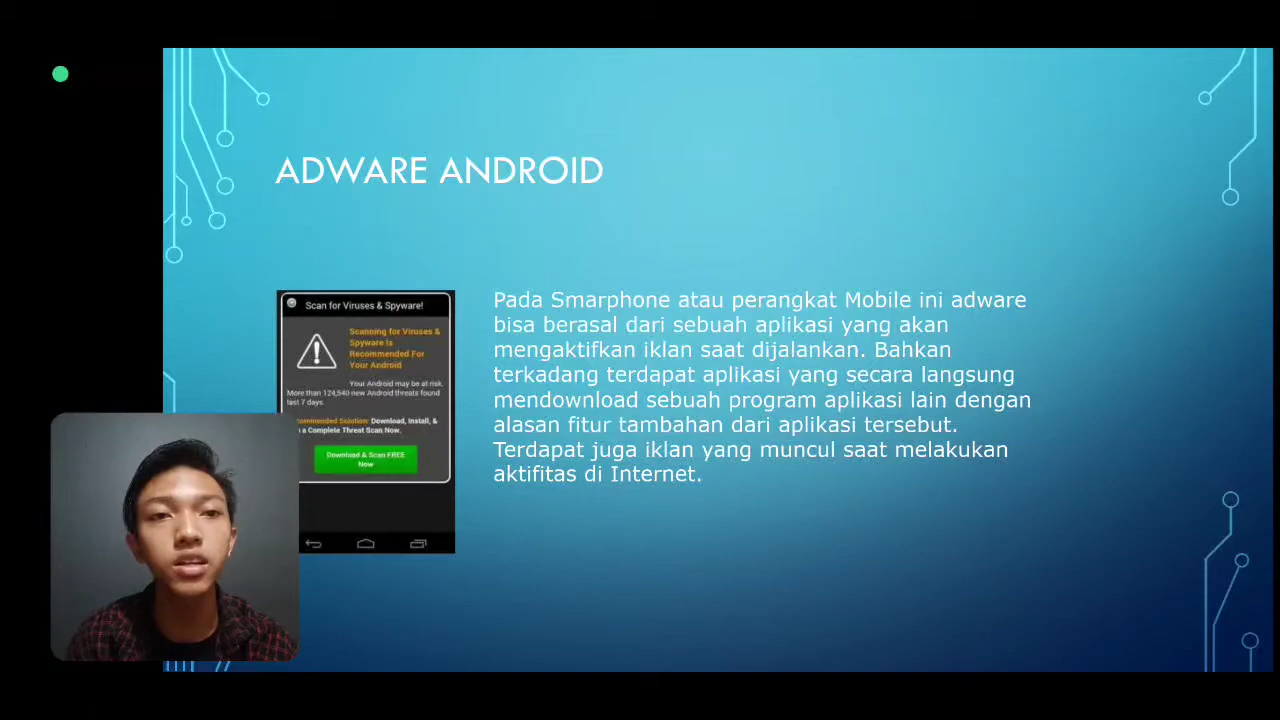 ADWARE ANDROID
Scan for Viruses & Spyware!
Scanning for Viruses &
Spyware Is
Recommended For
Your Android
Your Android may be at risk.
More than 124,540 new Android threats found
last 7 days.
Solution: Download, Install, &
a Complete Threat Scan Now.
Download & Scan FREE
Now
Pada Smarphone atau perangkat Mobile ini adware
bisa berasal dari sebuah aplikasi yang akan
mengaktifkan iklan saat dijalankan. Bahkan
terkadang terdapat aplikasi yang secara langsung
mendownload sebuah program aplikasi lain dengan
alasan fitur tambahan dari aplikasi tersebut.
Terdapat juga iklan yang muncul saat melakukan
aktifitas di Internet.